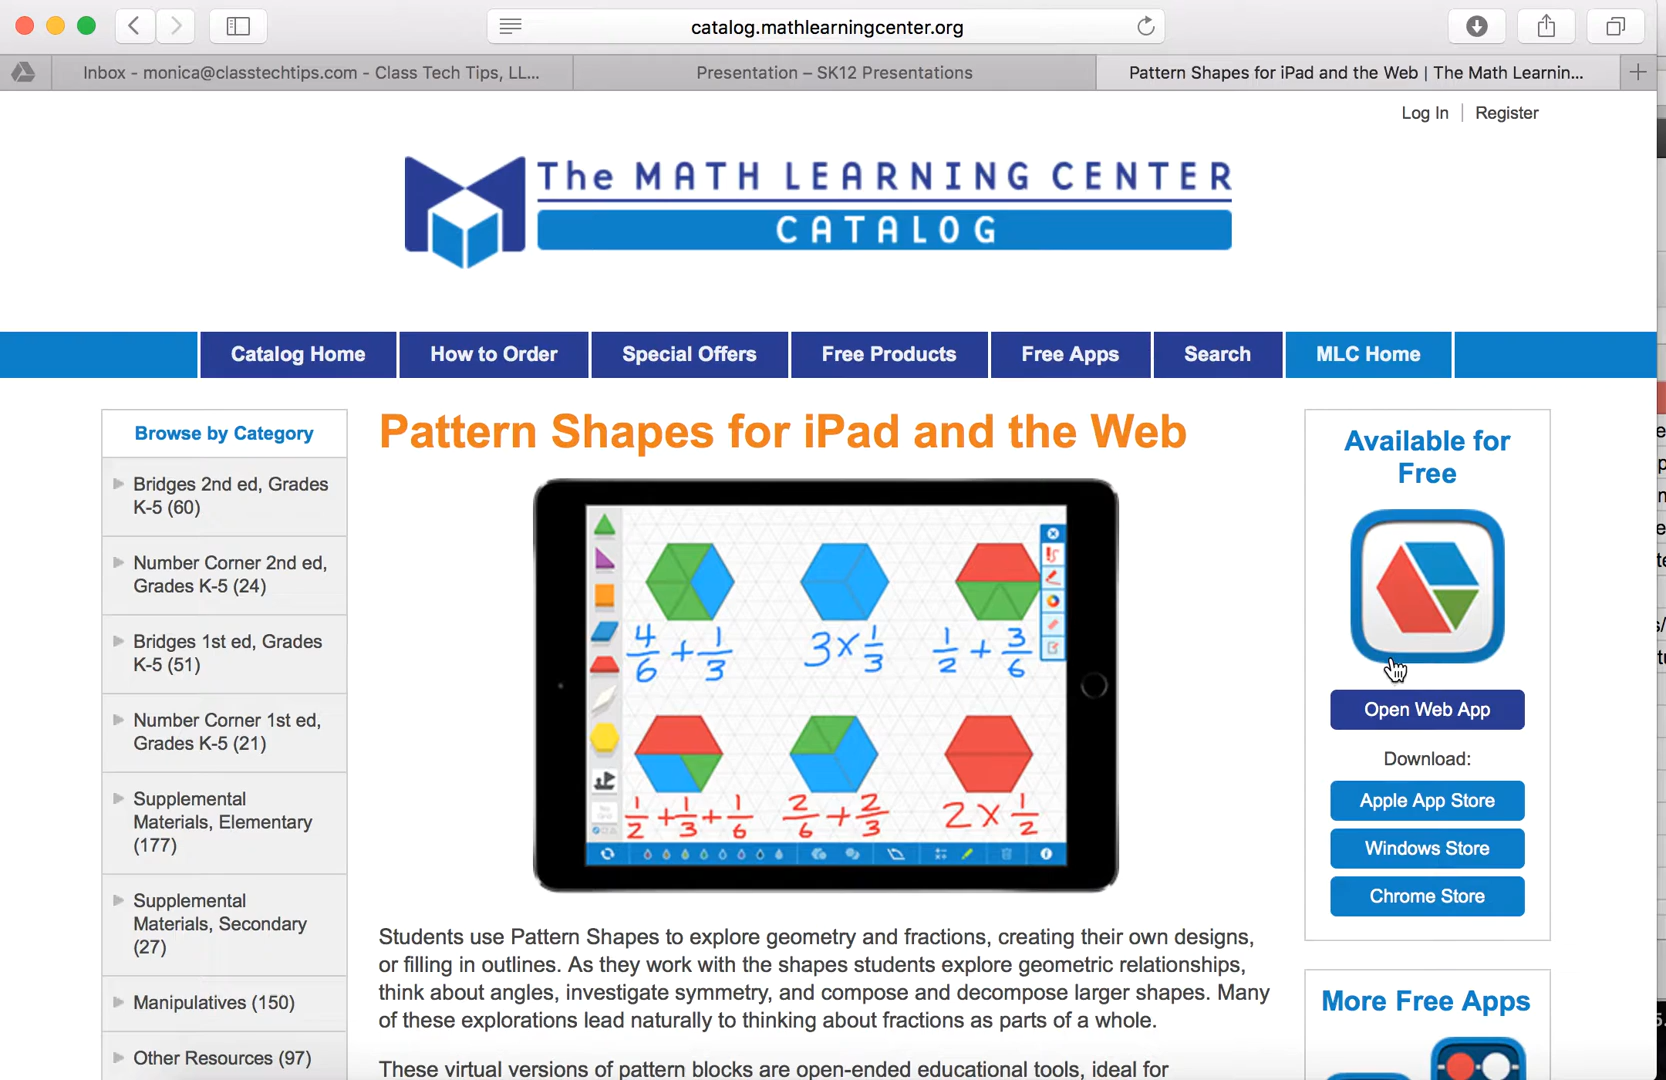 catalog.mathlearningcenter.org
Inbox - monica@classtechtips.com - Class Tech Tips, LL...
Presentation – SK12 Presentations
Pattern Shapes for iPad and the Web | The Math Learnin...
Log In
Register
The MATH LEARNING CENTER
CATALOG
Catalog Home
How to Order
Special Offers
Free Products
Free Apps
Search
MLC Home
Browse by Category
Bridges 2nd ed, Grades
K-5 (60)
Number Corner 2nd ed,
Grades K-5 (24)
Bridges 1st ed, Grades
K-5 (51)
Number Corner 1st ed,
Grades K-5 (21)
Supplemental
Materials, Elementary
(177)
Supplemental
Materials, Secondary
(27)
Manipulatives (150)
Other Resources (97)
Pattern Shapes for iPad and the Web
4/6 + 1/3
3 x 1/3
1/2 + 3/6
1/2 + 1/3 + 1/6
2/6 + 2/3
2 x 1/2
Students use Pattern Shapes to explore geometry and fractions, creating their own designs,
or filling in outlines. As they work with the shapes students explore geometric relationships,
think about angles, investigate symmetry, and compose and decompose larger shapes. Many
of these explorations lead naturally to thinking about fractions as parts of a whole.
These virtual versions of pattern blocks are open-ended educational tools, ideal for
Available for
Free
Open Web App
Download:
Apple App Store
Windows Store
Chrome Store
More Free Apps